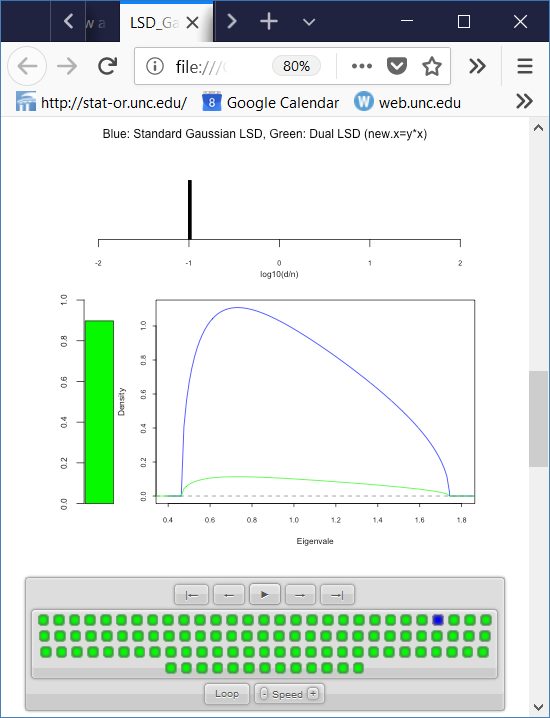 LSD_Ga
file:///
80%
http://stat-or.unc.edu/ 8 Google Calendar W web.unc.edu
Blue: Standard Gaussian LSD, Green: Dual LSD (new.x=y*x)
-2 -1 0 1 2
log10(d/n)
1.0
0.8
0.6
0.4
0.2
0.0
Density
1.0
0.8
0.6
0.4
0.2
0.0
0.4 0.6 0.8 1.0 1.2 1.4 1.6 1.8
Eigenvale
|← ← ► → →|
Loop - Speed +